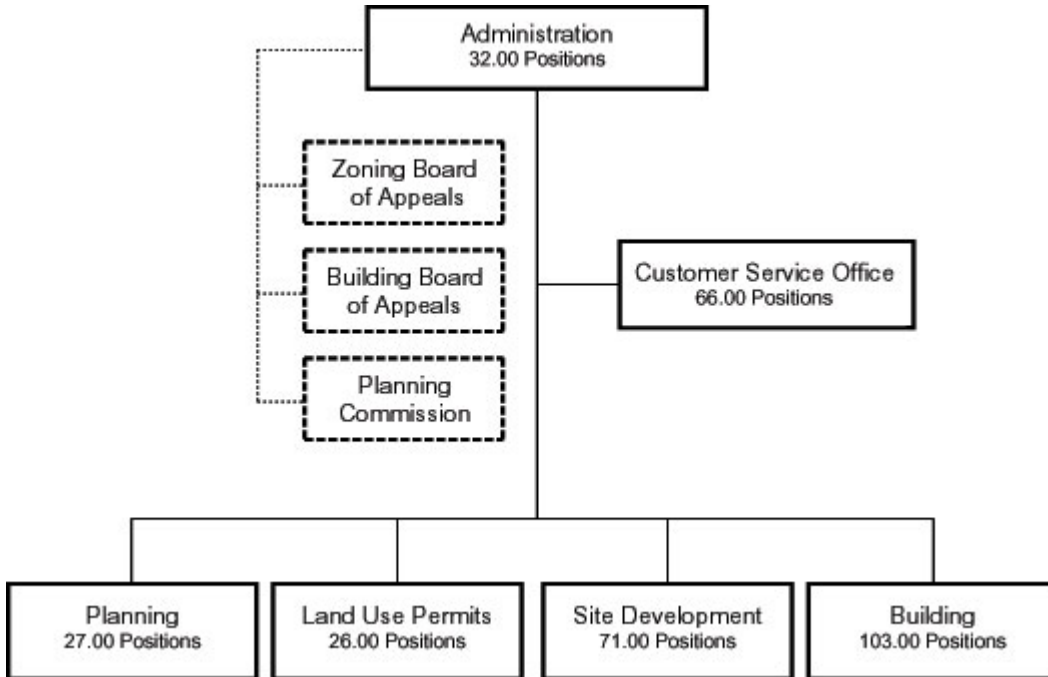 Administration
32.00 Positions
Zoning Board
of Appeals
Building Board
of Appeals
Planning
Commission
Customer Service Office
66.00 Positions
Planning
27.00 Positions
Land Use Permits
26.00 Positions
Site Development
71.00 Positions
Building
103.00 Positions